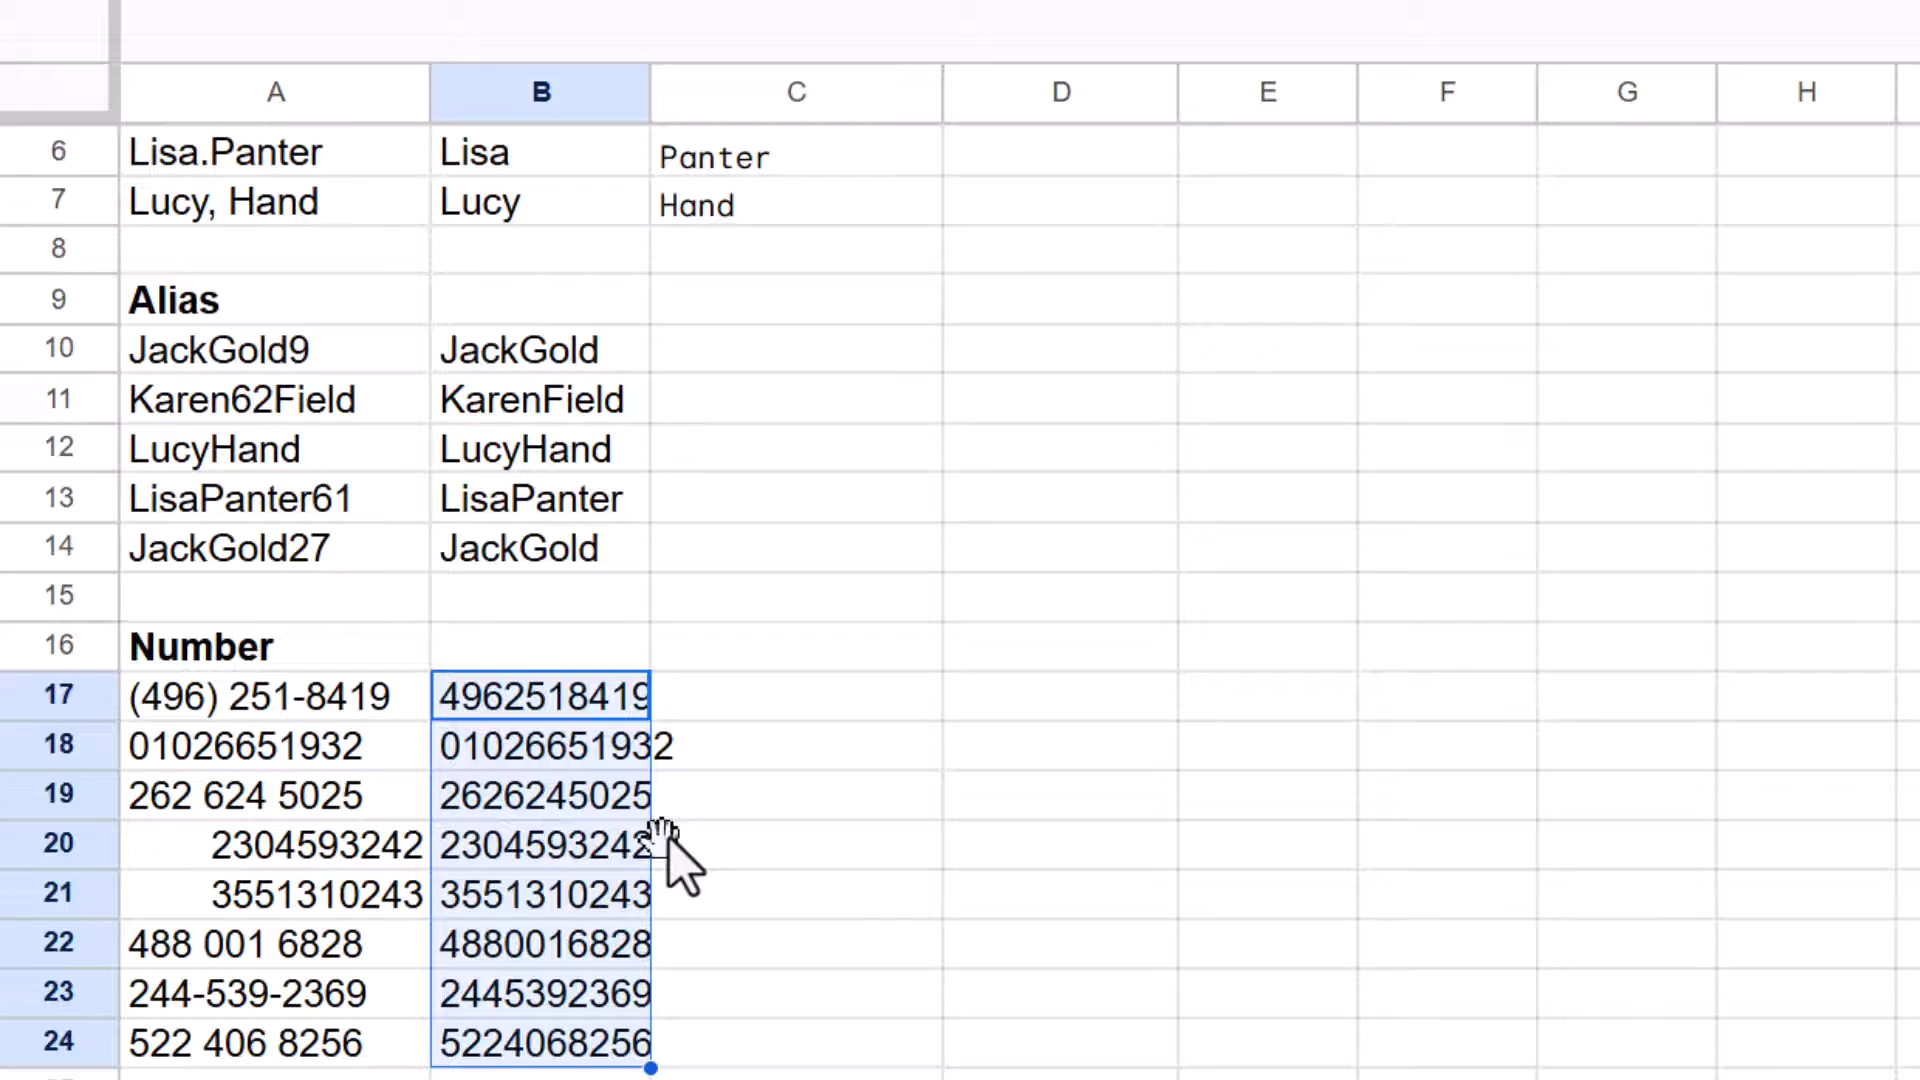 A B C D E F G H
6 Lisa.Panter Lisa Panter
7 Lucy, Hand Lucy Hand
8
9 Alias
10 JackGold9 JackGold
11 Karen62Field KarenField
12 LucyHand LucyHand
13 LisaPanter61 LisaPanter
14 JackGold27 JackGold
15
16 Number
17 (496) 251-8419 4962518419
18 01026651932 01026651932
19 262 624 5025 2626245025
20 2304593242 2304593242
21 3551310243 3551310243
22 488 001 6828 4880016828
23 244-539-2369 2445392369
24 522 406 8256 5224068256